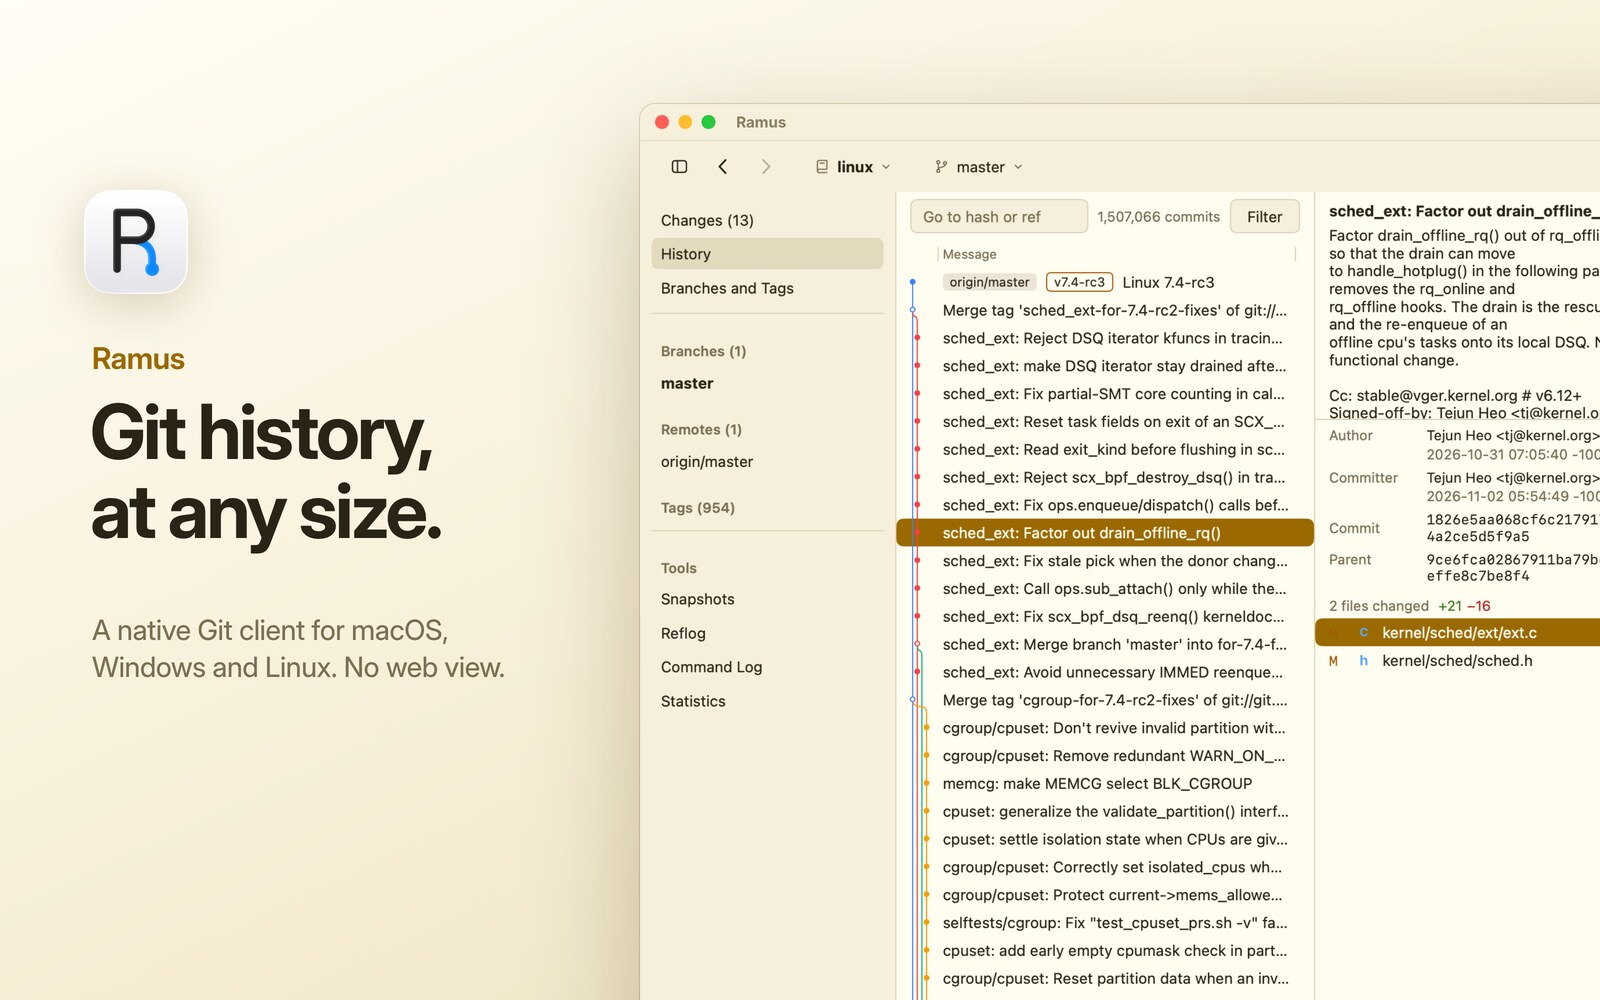 Ramus
Git history,
at any size.
A native Git client for macOS,
Windows and Linux. No web view.
Ramus
linux
master
Changes (13)
History
Branches and Tags
Branches (1)
master
Remotes (1)
origin/master
Tags (954)
Tools
Snapshots
Reflog
Command Log
Statistics
Go to hash or ref
1,507,066 commits
Filter
Message
origin/master v7.4-rc3 Linux 7.4-rc3
Merge tag 'sched_ext-for-7.4-rc2-fixes' of git://...
sched_ext: Reject DSQ iterator kfuncs in tracin...
sched_ext: make DSQ iterator stay drained afte...
sched_ext: Fix partial-SMT core counting in cal...
sched_ext: Reset task fields on exit of an SCX_...
sched_ext: Read exit_kind before flushing in sc...
sched_ext: Reject scx_bpf_destroy_dsq() in tra...
sched_ext: Fix ops.enqueue/dispatch() calls bef...
sched_ext: Factor out drain_offline_rq()
sched_ext: Fix stale pick when the donor chang...
sched_ext: Call ops.sub_attach() only while the...
sched_ext: Fix scx_bpf_dsq_reenq() kerneldoc...
sched_ext: Merge branch 'master' into for-7.4-f...
sched_ext: Avoid unnecessary IMMED reenque...
Merge tag 'cgroup-for-7.4-rc2-fixes' of git://git....
cgroup/cpuset: Don't revive invalid partition wit...
cgroup/cpuset: Remove redundant WARN_ON_...
memcg: make MEMCG select BLK_CGROUP
cpuset: generalize the validate_partition() interf...
cpuset: settle isolation state when CPUs are giv...
cgroup/cpuset: Correctly set isolated_cpus wh...
cgroup/cpuset: Protect current->mems_allowe...
selftests/cgroup: Fix "test_cpuset_prs.sh -v" fa...
cpuset: add early empty cpumask check in part...
cgroup/cpuset: Reset partition data when an inv...
sched_ext: Factor out drain_offline_
Factor drain_offline_rq() out of rq_offli
so that the drain can move
to handle_hotplug() in the following pa
removes the rq_online and
rq_offline hooks. The drain is the rescu
and the re-enqueue of an
offline cpu's tasks onto its local DSQ. N
functional change.
Cc: stable@vger.kernel.org # v6.12+
Signed-off-by: Tejun Heo <tj@kernel.o
Author Tejun Heo <tj@kernel.org>
2026-10-31 07:05:40 -100
Committer Tejun Heo <tj@kernel.org>
2026-11-02 05:54:49 -100
Commit 1826e5aa068cf6c21791
4a2ce5d5f9a5
Parent 9ce6fca02867911ba79b
effe8c7be8f4
2 files changed +21 −16
M c kernel/sched/ext/ext.c
M h kernel/sched/sched.h